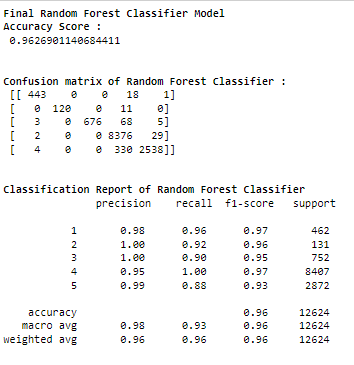 Final Random Forest Classifier Model
Accuracy Score :
0.9626901140684411
Confusion matrix of Random Forest Classifier :
[[ 443 0 0 18 1]
[ 0 120 0 11 0]
[ 3 0 676 68 5]
[ 2 0 0 8376 29]
[ 4 0 0 330 2538]]
Classification Report of Random Forest Classifier
precision recall f1-score support
1 0.98 0.96 0.97 462
2 1.00 0.92 0.96 131
3 1.00 0.90 0.95 752
4 0.95 1.00 0.97 8407
5 0.99 0.88 0.93 2872
accuracy 0.96 12624
macro avg 0.98 0.93 0.96 12624
weighted avg 0.96 0.96 0.96 12624